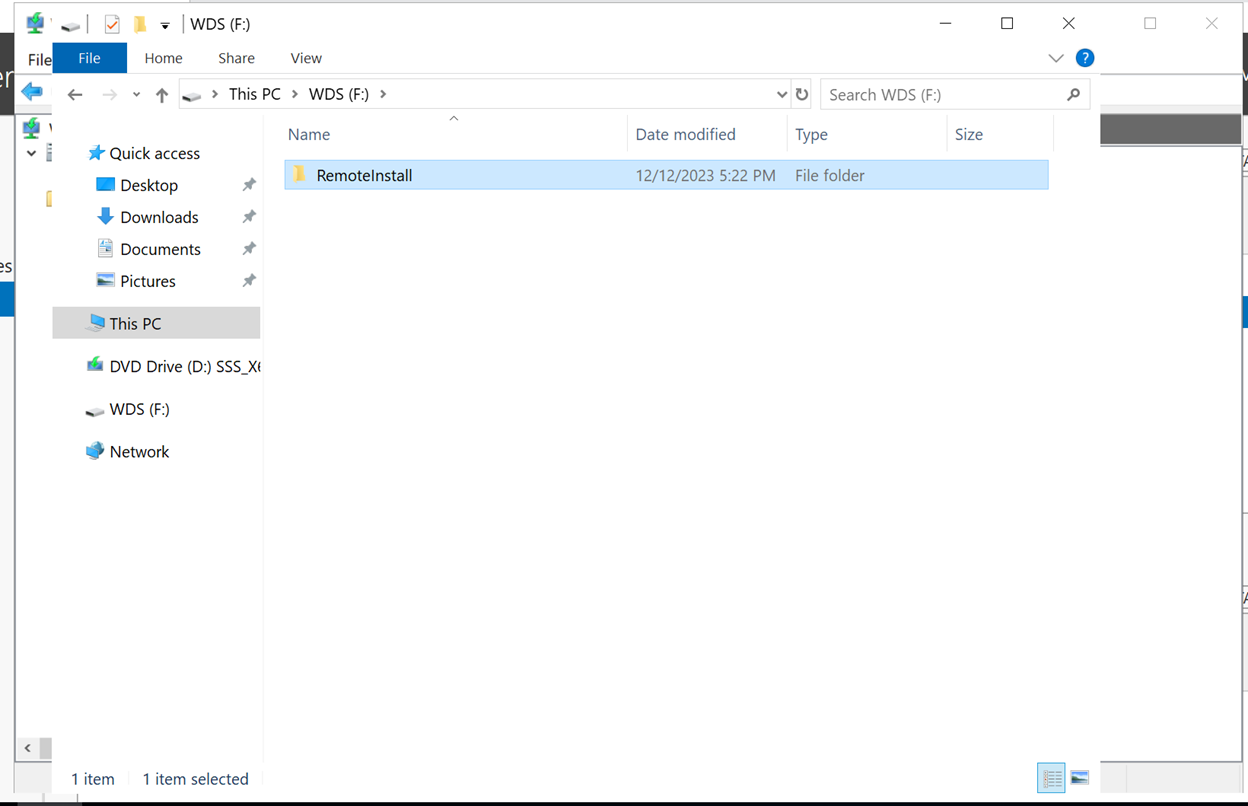 WDS (F:)
File
File Home Share View
This PC WDS (F:)
Search WDS (F:)
Name Date modified Type Size
RemoteInstall 12/12/2023 5:22 PM File folder
Quick access
Desktop
Downloads
Documents
Pictures
This PC
DVD Drive (D:) SSS_X6
WDS (F:)
Network
1 item 1 item selected